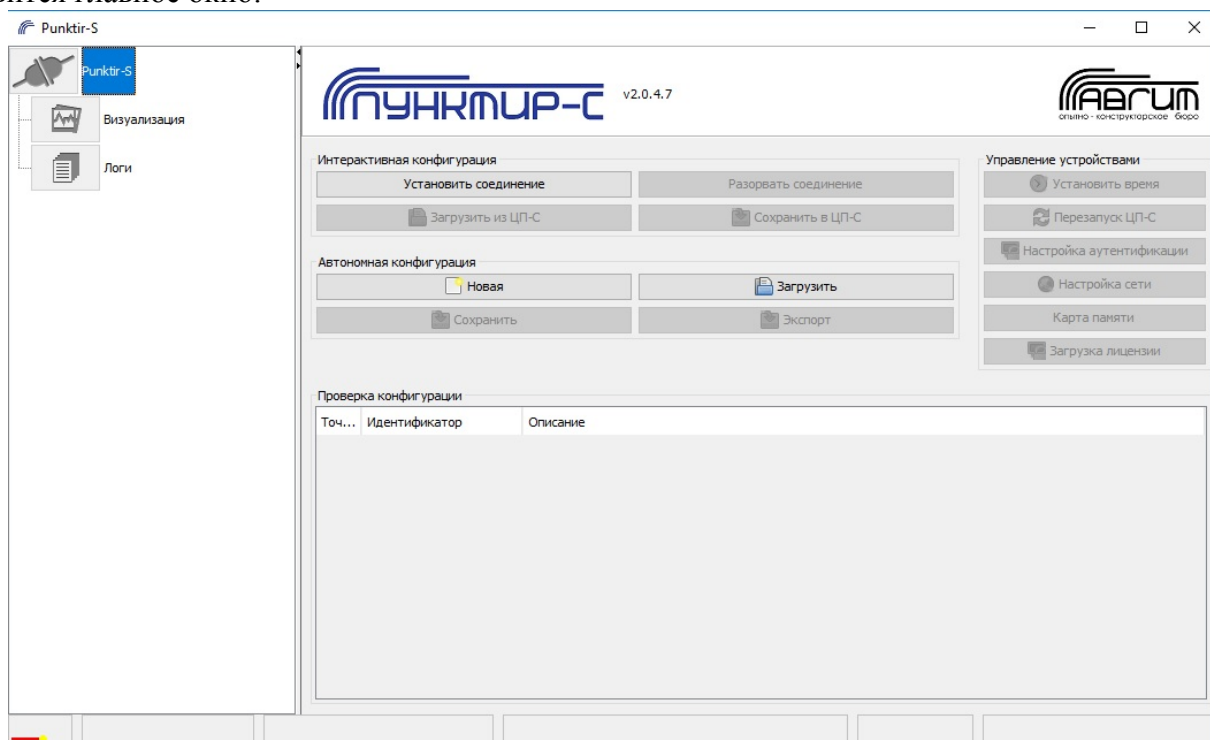 главное окно:
Punktir-S
Punktir-S
Визуализация
Логи
ПУНКТИР-С v2.0.4.7
АВГИТ
опытно - конструкторское бюро
Интерактивная конфигурация
Установить соединение
Разорвать соединение
Загрузить из ЦП-С
Сохранить в ЦП-С
Автономная конфигурация
Новая
Загрузить
Сохранить
Экспорт
Управление устройствами
Установить время
Перезапуск ЦП-С
Настройка аутентификации
Настройка сети
Карта памяти
Загрузка лицензии
Проверка конфигурации
Точ... Идентификатор Описание